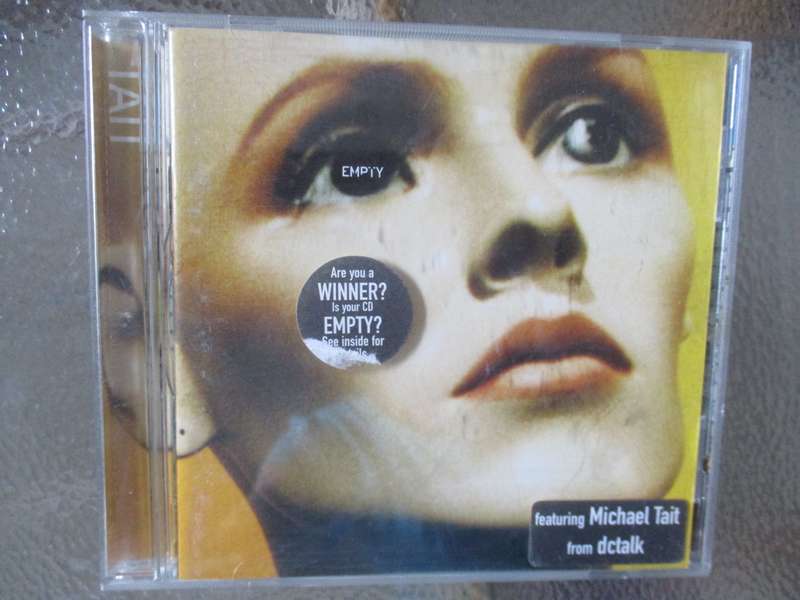 TAIT
EMPTY
Are you a
WINNER?
Is your CD
EMPTY?
See inside for
featuring Michael Tait
from dctalk